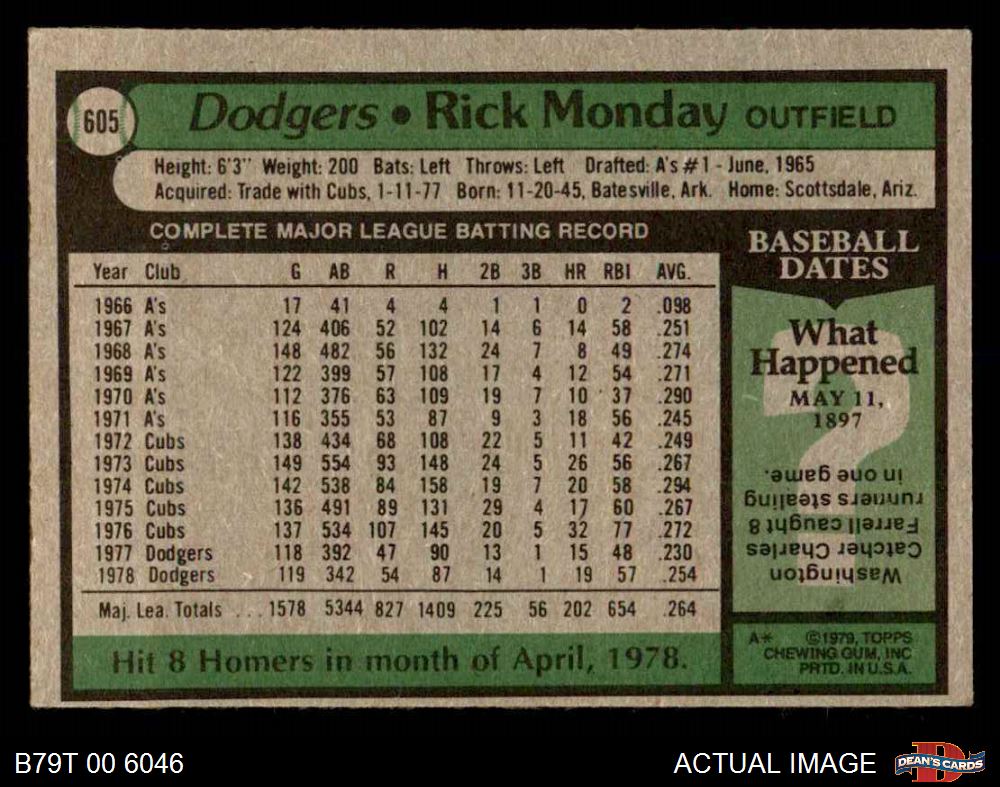 605
Dodgers • Rick Monday OUTFIELD
Height: 6'3" Weight: 200 Bats: Left Throws: Left Drafted: A's #1 - June, 1965
Acquired: Trade with Cubs, 1-11-77 Born: 11-20-45, Batesville, Ark. Home: Scottsdale, Ariz.
COMPLETE MAJOR LEAGUE BATTING RECORD
Year Club G AB R H 2B 3B HR RBI AVG.
1966 A's 17 41 4 4 1 1 0 2 .098
1967 A's 124 406 52 102 14 6 14 58 .251
1968 A's 148 482 56 132 24 7 8 49 .274
1969 A's 122 399 57 108 17 4 12 54 .271
1970 A's 112 376 63 109 19 7 10 37 .290
1971 A's 116 355 53 87 9 3 18 56 .245
1972 Cubs 138 434 68 108 22 5 11 42 .249
1973 Cubs 149 554 93 148 24 5 26 56 .267
1974 Cubs 142 538 84 158 19 7 20 58 .294
1975 Cubs 136 491 89 131 29 4 17 60 .267
1976 Cubs 137 534 107 145 20 5 32 77 .272
1977 Dodgers 118 392 47 90 13 1 15 48 .230
1978 Dodgers 119 342 54 87 14 1 19 57 .254
Maj. Lea. Totals . . . 1578 5344 827 1409 225 56 202 654 .264
Hit 8 Homers in month of April, 1978.
BASEBALL
DATES
What
Happened
MAY 11,
1897
Washington
Catcher Charles
Farrell caught 8
runners stealing
in one game.
A* ©1979, TOPPS
CHEWING GUM, INC
PRTD. IN U.S.A.
B79T 00 6046
ACTUAL IMAGE
DEAN'S CARDS